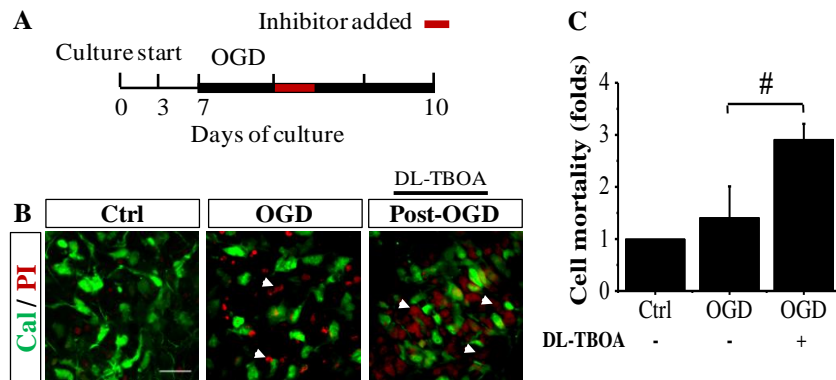 A
Inhibitor added
Culture start
OGD
0 3 7 10
Days of culture
B
DL-TBOA
Ctrl
OGD
Post-OGD
Cal / PI
C
Cell mortality (folds)
4
3
2
1
0
#
Ctrl OGD OGD
DL-TBOA - - +